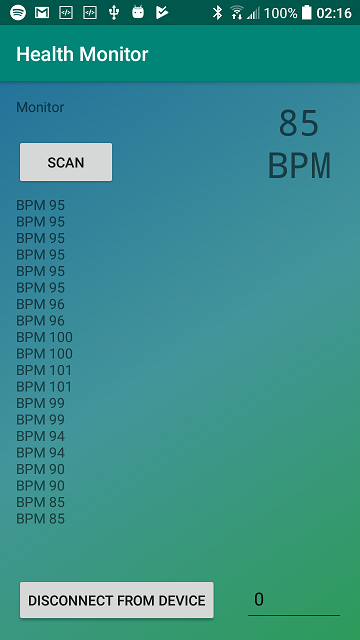 100% 02:16
Health Monitor
Monitor
85
BPM
SCAN
BPM 95
BPM 95
BPM 95
BPM 95
BPM 95
BPM 95
BPM 96
BPM 96
BPM 100
BPM 100
BPM 101
BPM 101
BPM 99
BPM 99
BPM 94
BPM 94
BPM 90
BPM 90
BPM 85
BPM 85
DISCONNECT FROM DEVICE 0